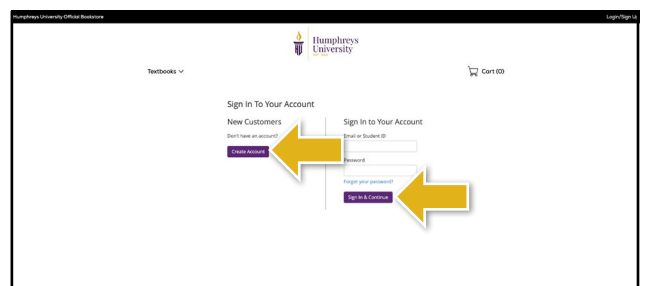 Humphreys University Official Bookstore
Login/Sign Up
Humphreys
University
Textbooks
Cart (0)
Sign In To Your Account
New Customers
Don't have an account?
Create Account
Sign In to Your Account
Email or Student ID
Password
Forgot your password?
Sign In & Continue